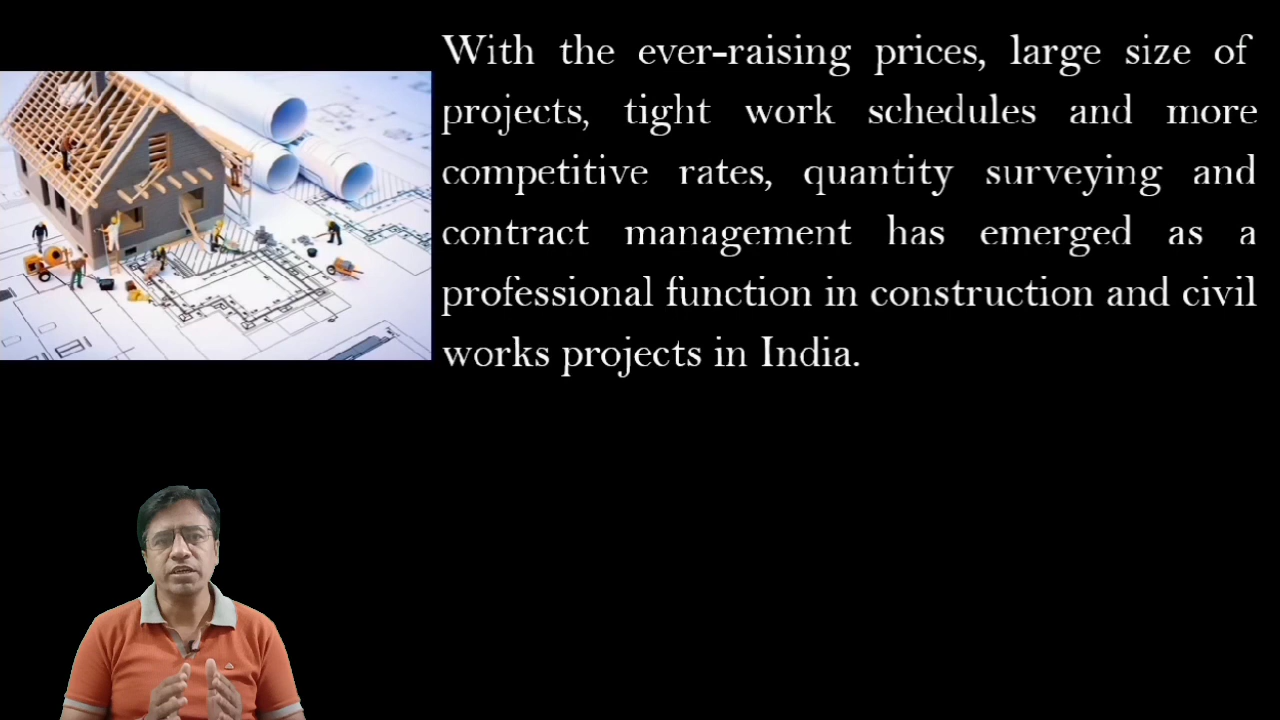 With the ever-raising prices, large size of
projects, tight work schedules and more
competitive rates, quantity surveying and
contract management has emerged as a
professional function in construction and civil
works projects in India.